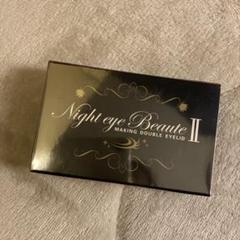 Night eye Beaute II
MAKING DOUBLE EYELID